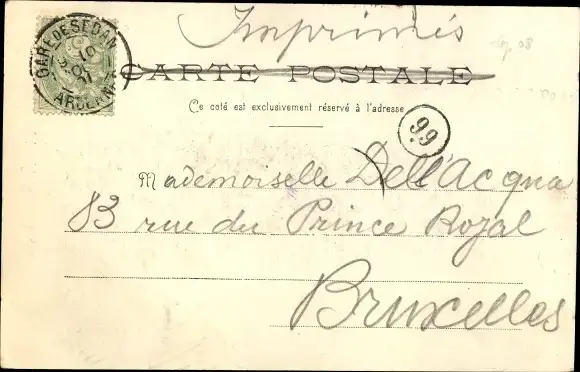 Imprimés
CARTE POSTALE
Ce coté est exclusivement réservé à l'adresse
GARE DE SEDAN
ARDENNES
99
Mademoiselle Dell'Acqua
83 rue du Prince Royal
Bruxelles